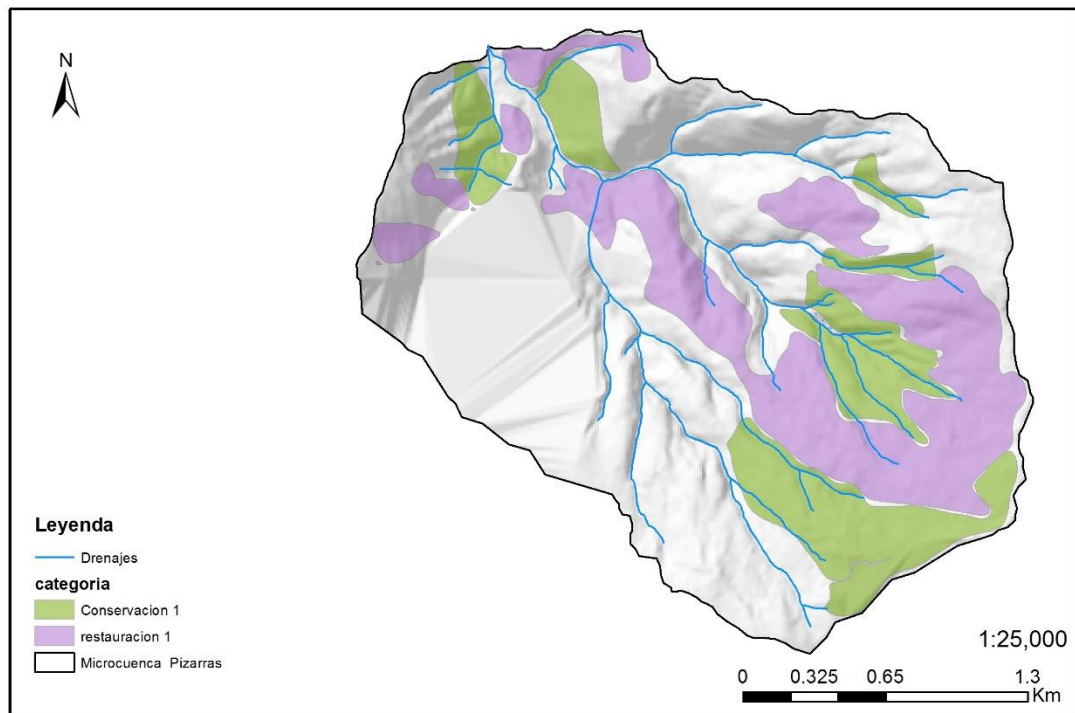 N
Leyenda
Drenajes
categoria
Conservacion 1
restauracion 1
Microcuenca  Pizarras
1:25,000
0 0.325 0.65 1.3
Km